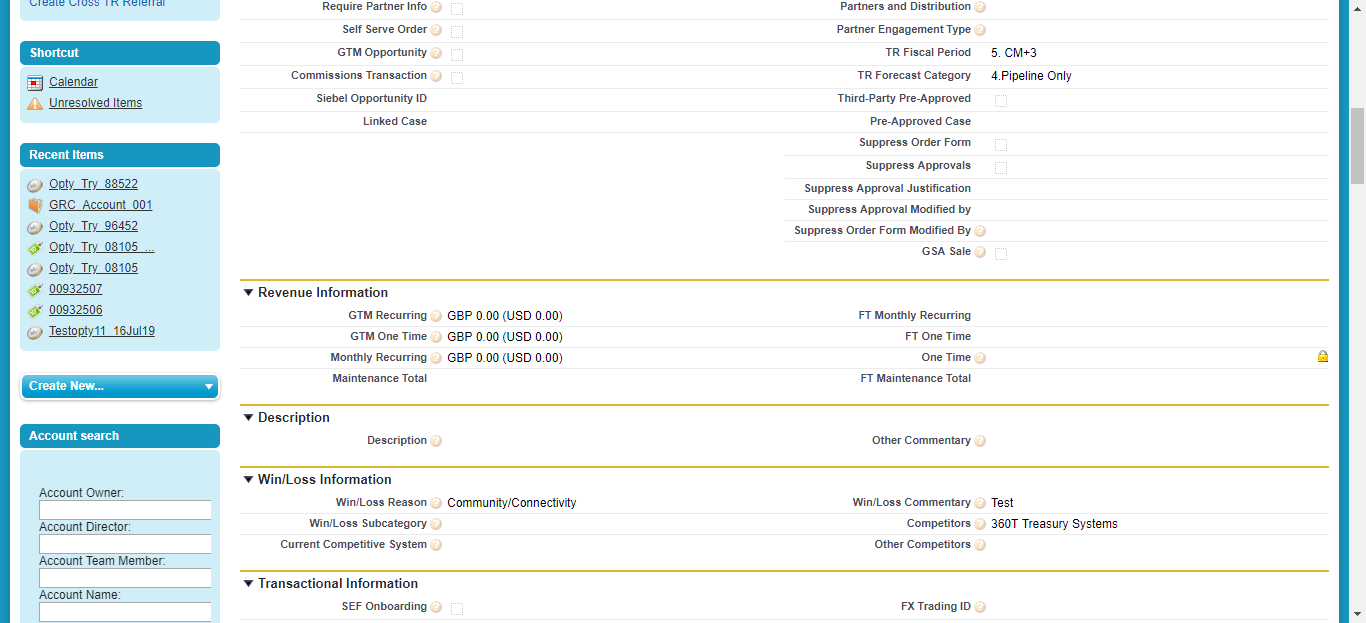 Create Cross TR Referral
Shortcut
Calendar
Unresolved Items
Recent Items
Opty_Try_88522
GRC_Account_001
Opty_Try_96452
Opty_Try_08105_...
Opty_Try_08105
00932507
00932506
Testopty11_16Jul19
Create New...
Account search
Account Owner:
Account Director:
Account Team Member:
Account Name:
Require Partner Info
Partners and Distribution
Self Serve Order
Partner Engagement Type
GTM Opportunity
TR Fiscal Period 5. CM+3
Commissions Transaction
TR Forecast Category 4.Pipeline Only
Siebel Opportunity ID
Third-Party Pre-Approved
Linked Case
Pre-Approved Case
Suppress Order Form
Suppress Approvals
Suppress Approval Justification
Suppress Approval Modified by
Suppress Order Form Modified By
GSA Sale
Revenue Information
GTM Recurring GBP 0.00 (USD 0.00)
FT Monthly Recurring
GTM One Time GBP 0.00 (USD 0.00)
FT One Time
Monthly Recurring GBP 0.00 (USD 0.00)
One Time
Maintenance Total
FT Maintenance Total
Description
Description
Other Commentary
Win/Loss Information
Win/Loss Reason Community/Connectivity
Win/Loss Commentary Test
Win/Loss Subcategory
Competitors 360T Treasury Systems
Current Competitive System
Other Competitors
Transactional Information
SEF Onboarding
FX Trading ID